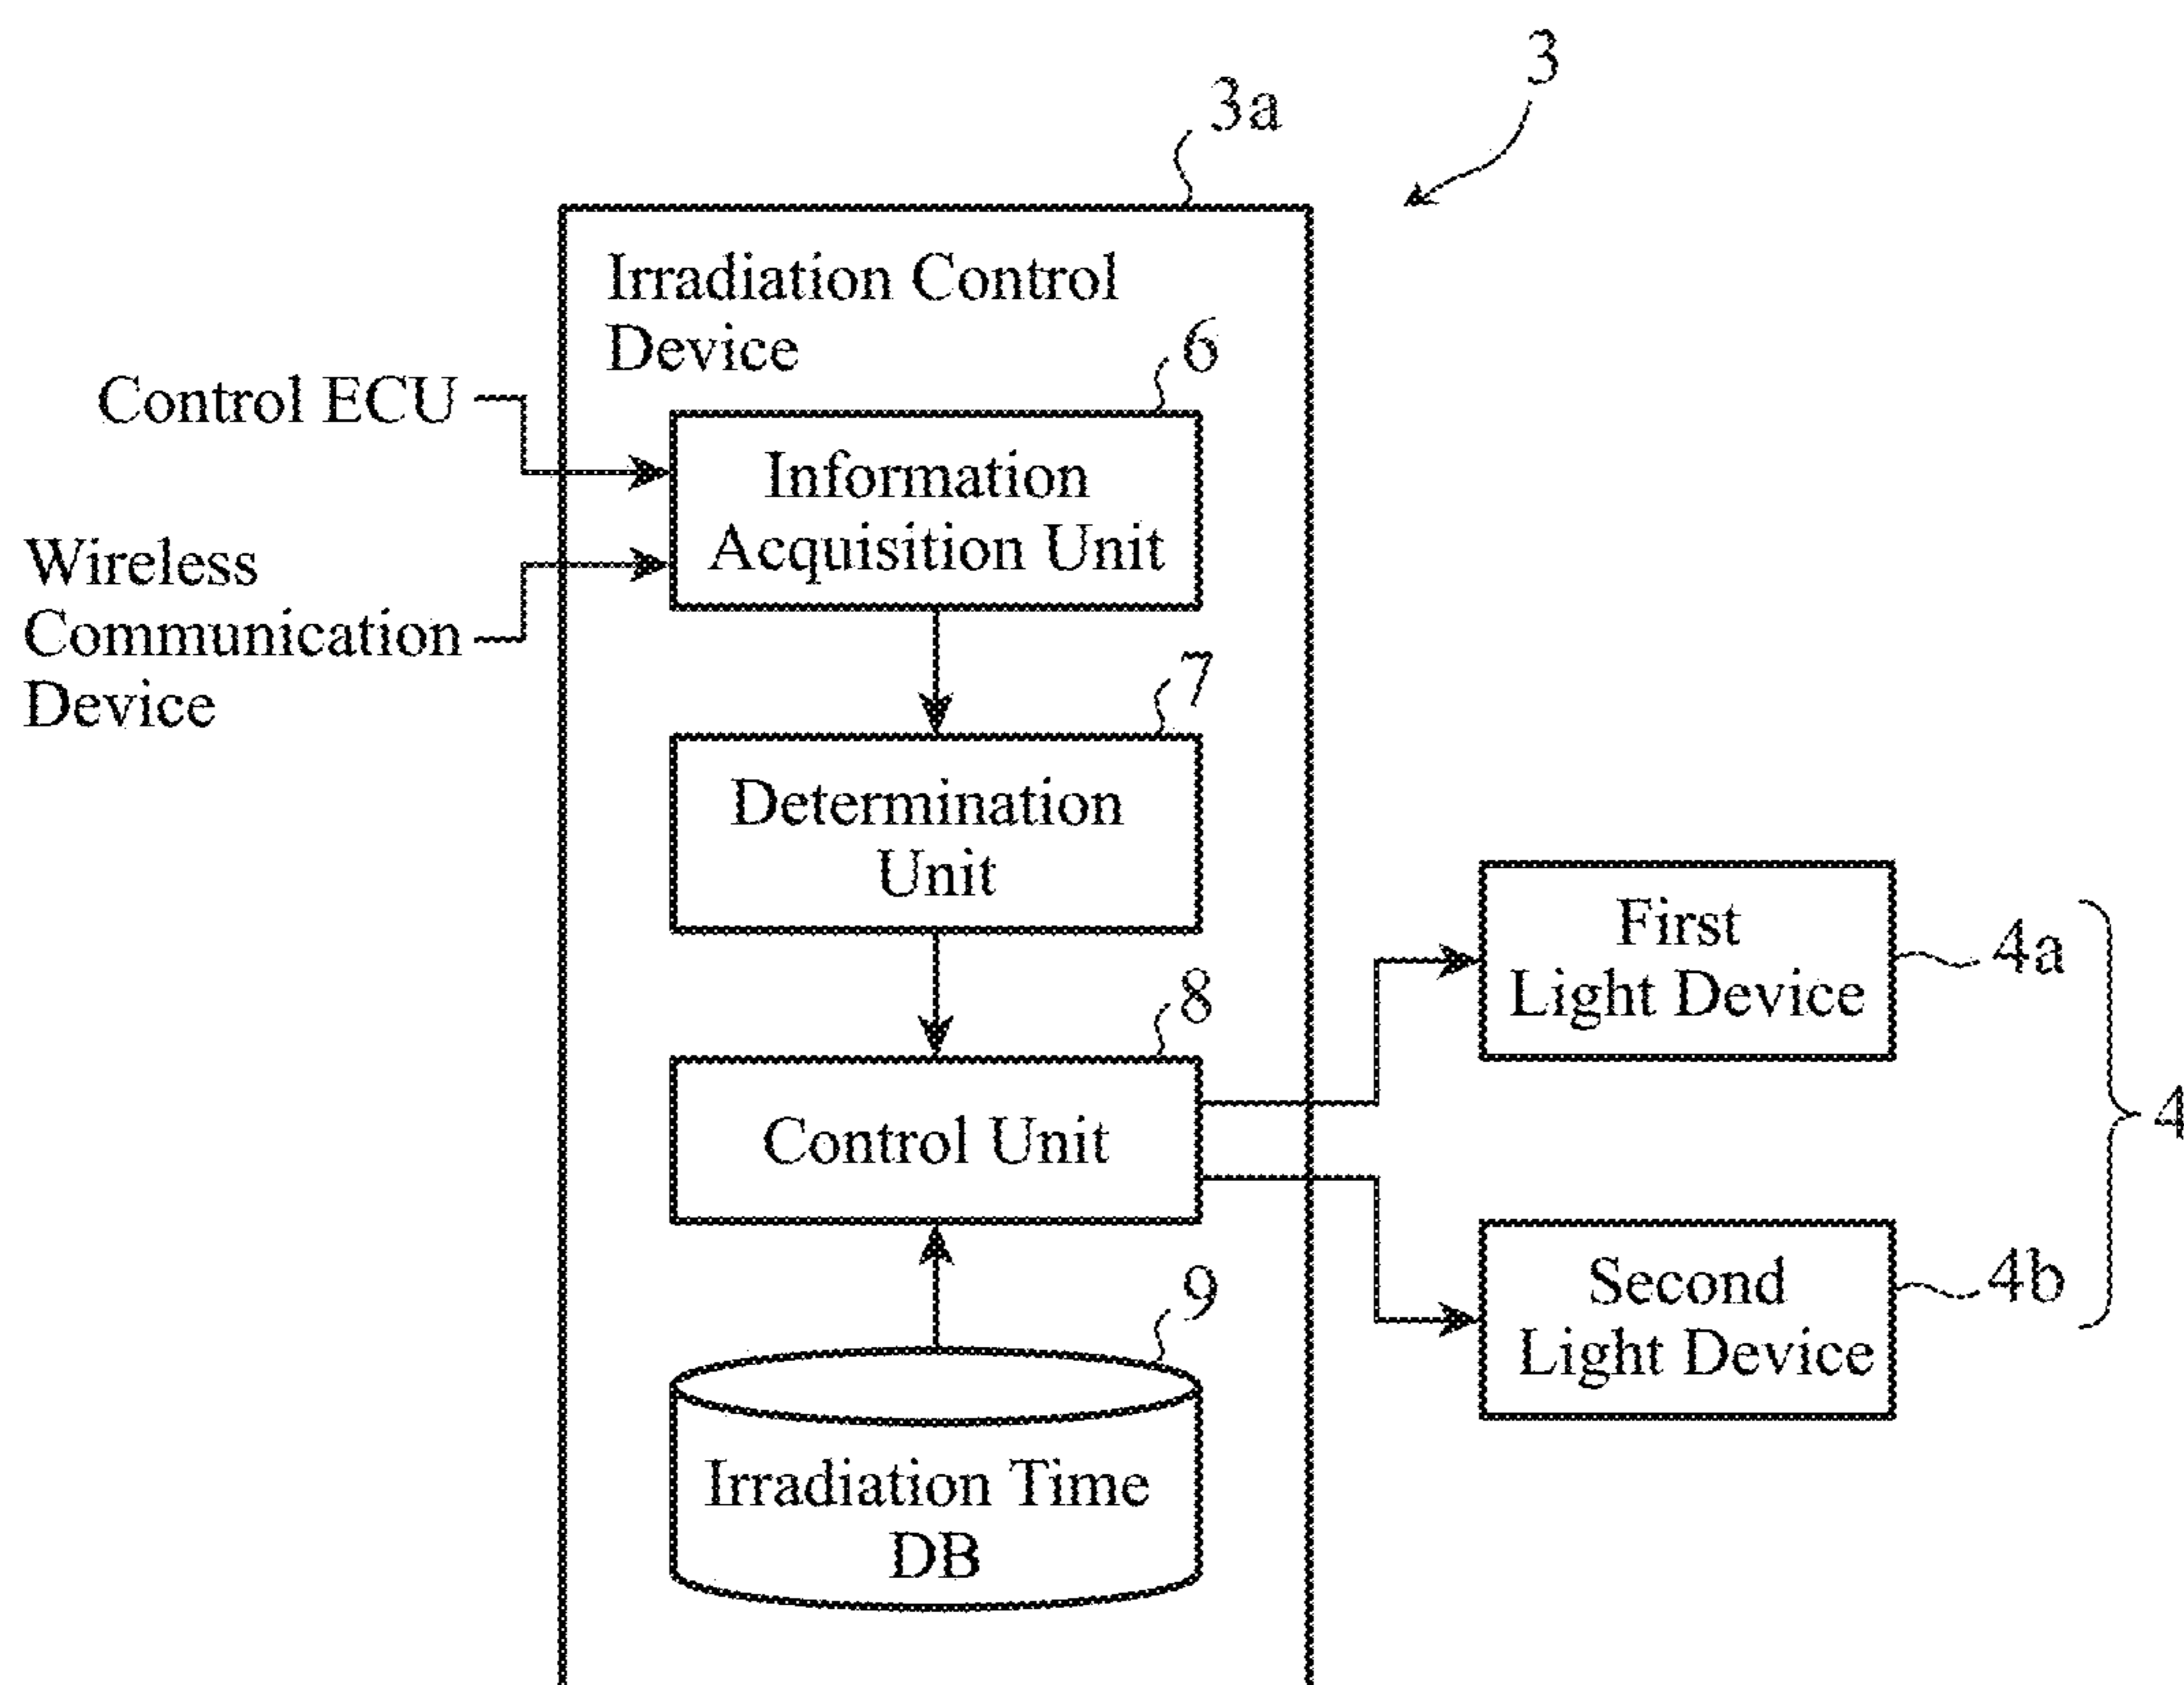 3
3a
Irradiation Control
Device
6
Control ECU
Information
Acquisition Unit
Wireless
Communication
Device
7
Determination
Unit
8
Control Unit
First
Light Device
4a
4
Second
Light Device
4b
9
Irradiation Time
DB